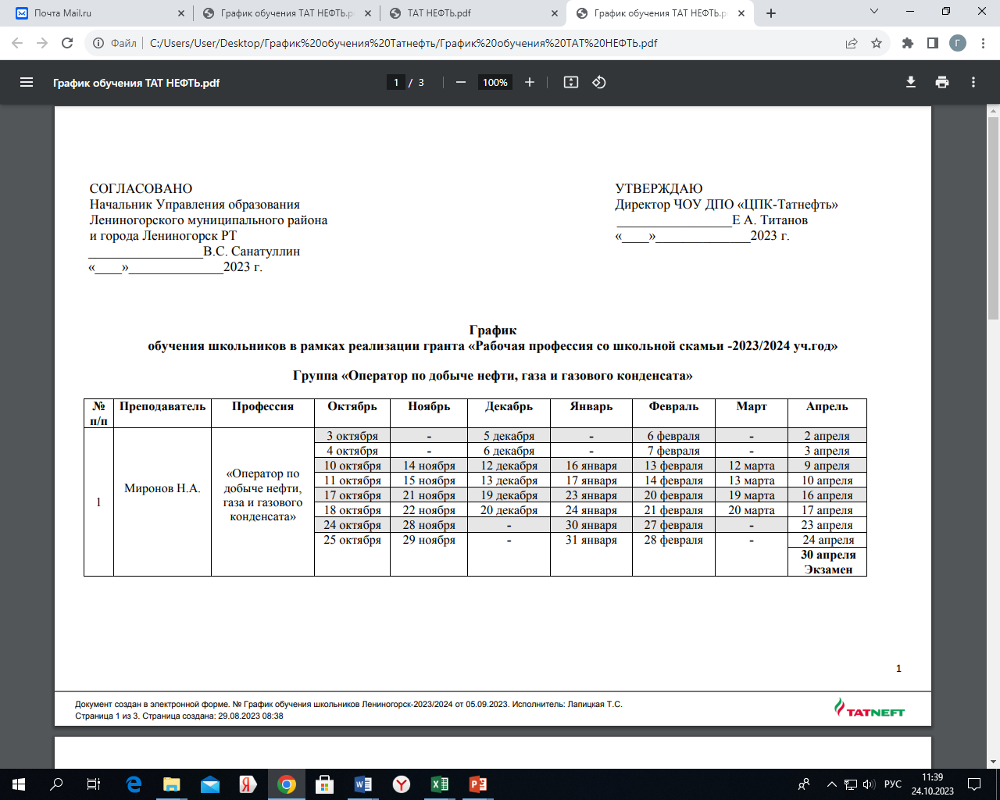 Почта Mail.ru
График обучения ТАТ НЕФТЬ.р
ТАТ НЕФТЬ.pdf
График обучения ТАТ НЕФТЬ.р
Файл | C:/Users/User/Desktop/График%20обучения%20Татнефть/График%20обучения%20ТАТ%20НЕФТЬ.pdf
Г
График обучения ТАТ НЕФТЬ.pdf
1 / 3
100%
СОГЛАСОВАНО
Начальник Управления образования
Лениногорского муниципального района
и города Лениногорск РТ
_________________В.С. Санатуллин
«____»______________2023 г.
УТВЕРЖДАЮ
Директор ЧОУ ДПО «ЦПК-Татнефть»
_________________Е А. Титанов
«____»______________2023 г.
График
обучения школьников в рамках реализации гранта «Рабочая профессия со школьной скамьи -2023/2024 уч.год»
Группа «Оператор по добыче нефти, газа и газового конденсата»
№ п/п Преподаватель Профессия Октябрь Ноябрь Декабрь Январь Февраль Март Апрель
1 Миронов Н.А. «Оператор по добыче нефти, газа и газового конденсата»
3 октября - 5 декабря - 6 февраля - 2 апреля
4 октября - 6 декабря - 7 февраля - 3 апреля
10 октября 14 ноября 12 декабря 16 января 13 февраля 12 марта 9 апреля
11 октября 15 ноября 13 декабря 17 января 14 февраля 13 марта 10 апреля
17 октября 21 ноября 19 декабря 23 января 20 февраля 19 марта 16 апреля
18 октября 22 ноября 20 декабря 24 января 21 февраля 20 марта 17 апреля
24 октября 28 ноября - 30 января 27 февраля - 23 апреля
25 октября 29 ноября - 31 января 28 февраля - 24 апреля
30 апреля
Экзамен
1
Документ создан в электронной форме. № График обучения школьников Лениногорск-2023/2024 от 05.09.2023. Исполнитель: Лапицкая Т.С.
Страница 1 из 3. Страница создана: 29.08.2023 08:38
TATNEFT
РУС
11:39
24.10.2023